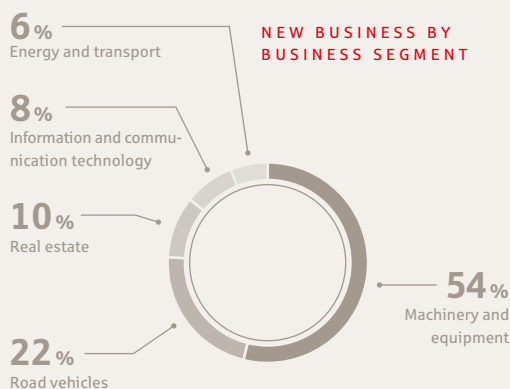 NEW BUSINESS BY
BUSINESS SEGMENT
6 %
Energy and transport
8 %
Information and commu-
nication technology
10 %
Real estate
22 %
Road vehicles
54 %
Machinery and
equipment